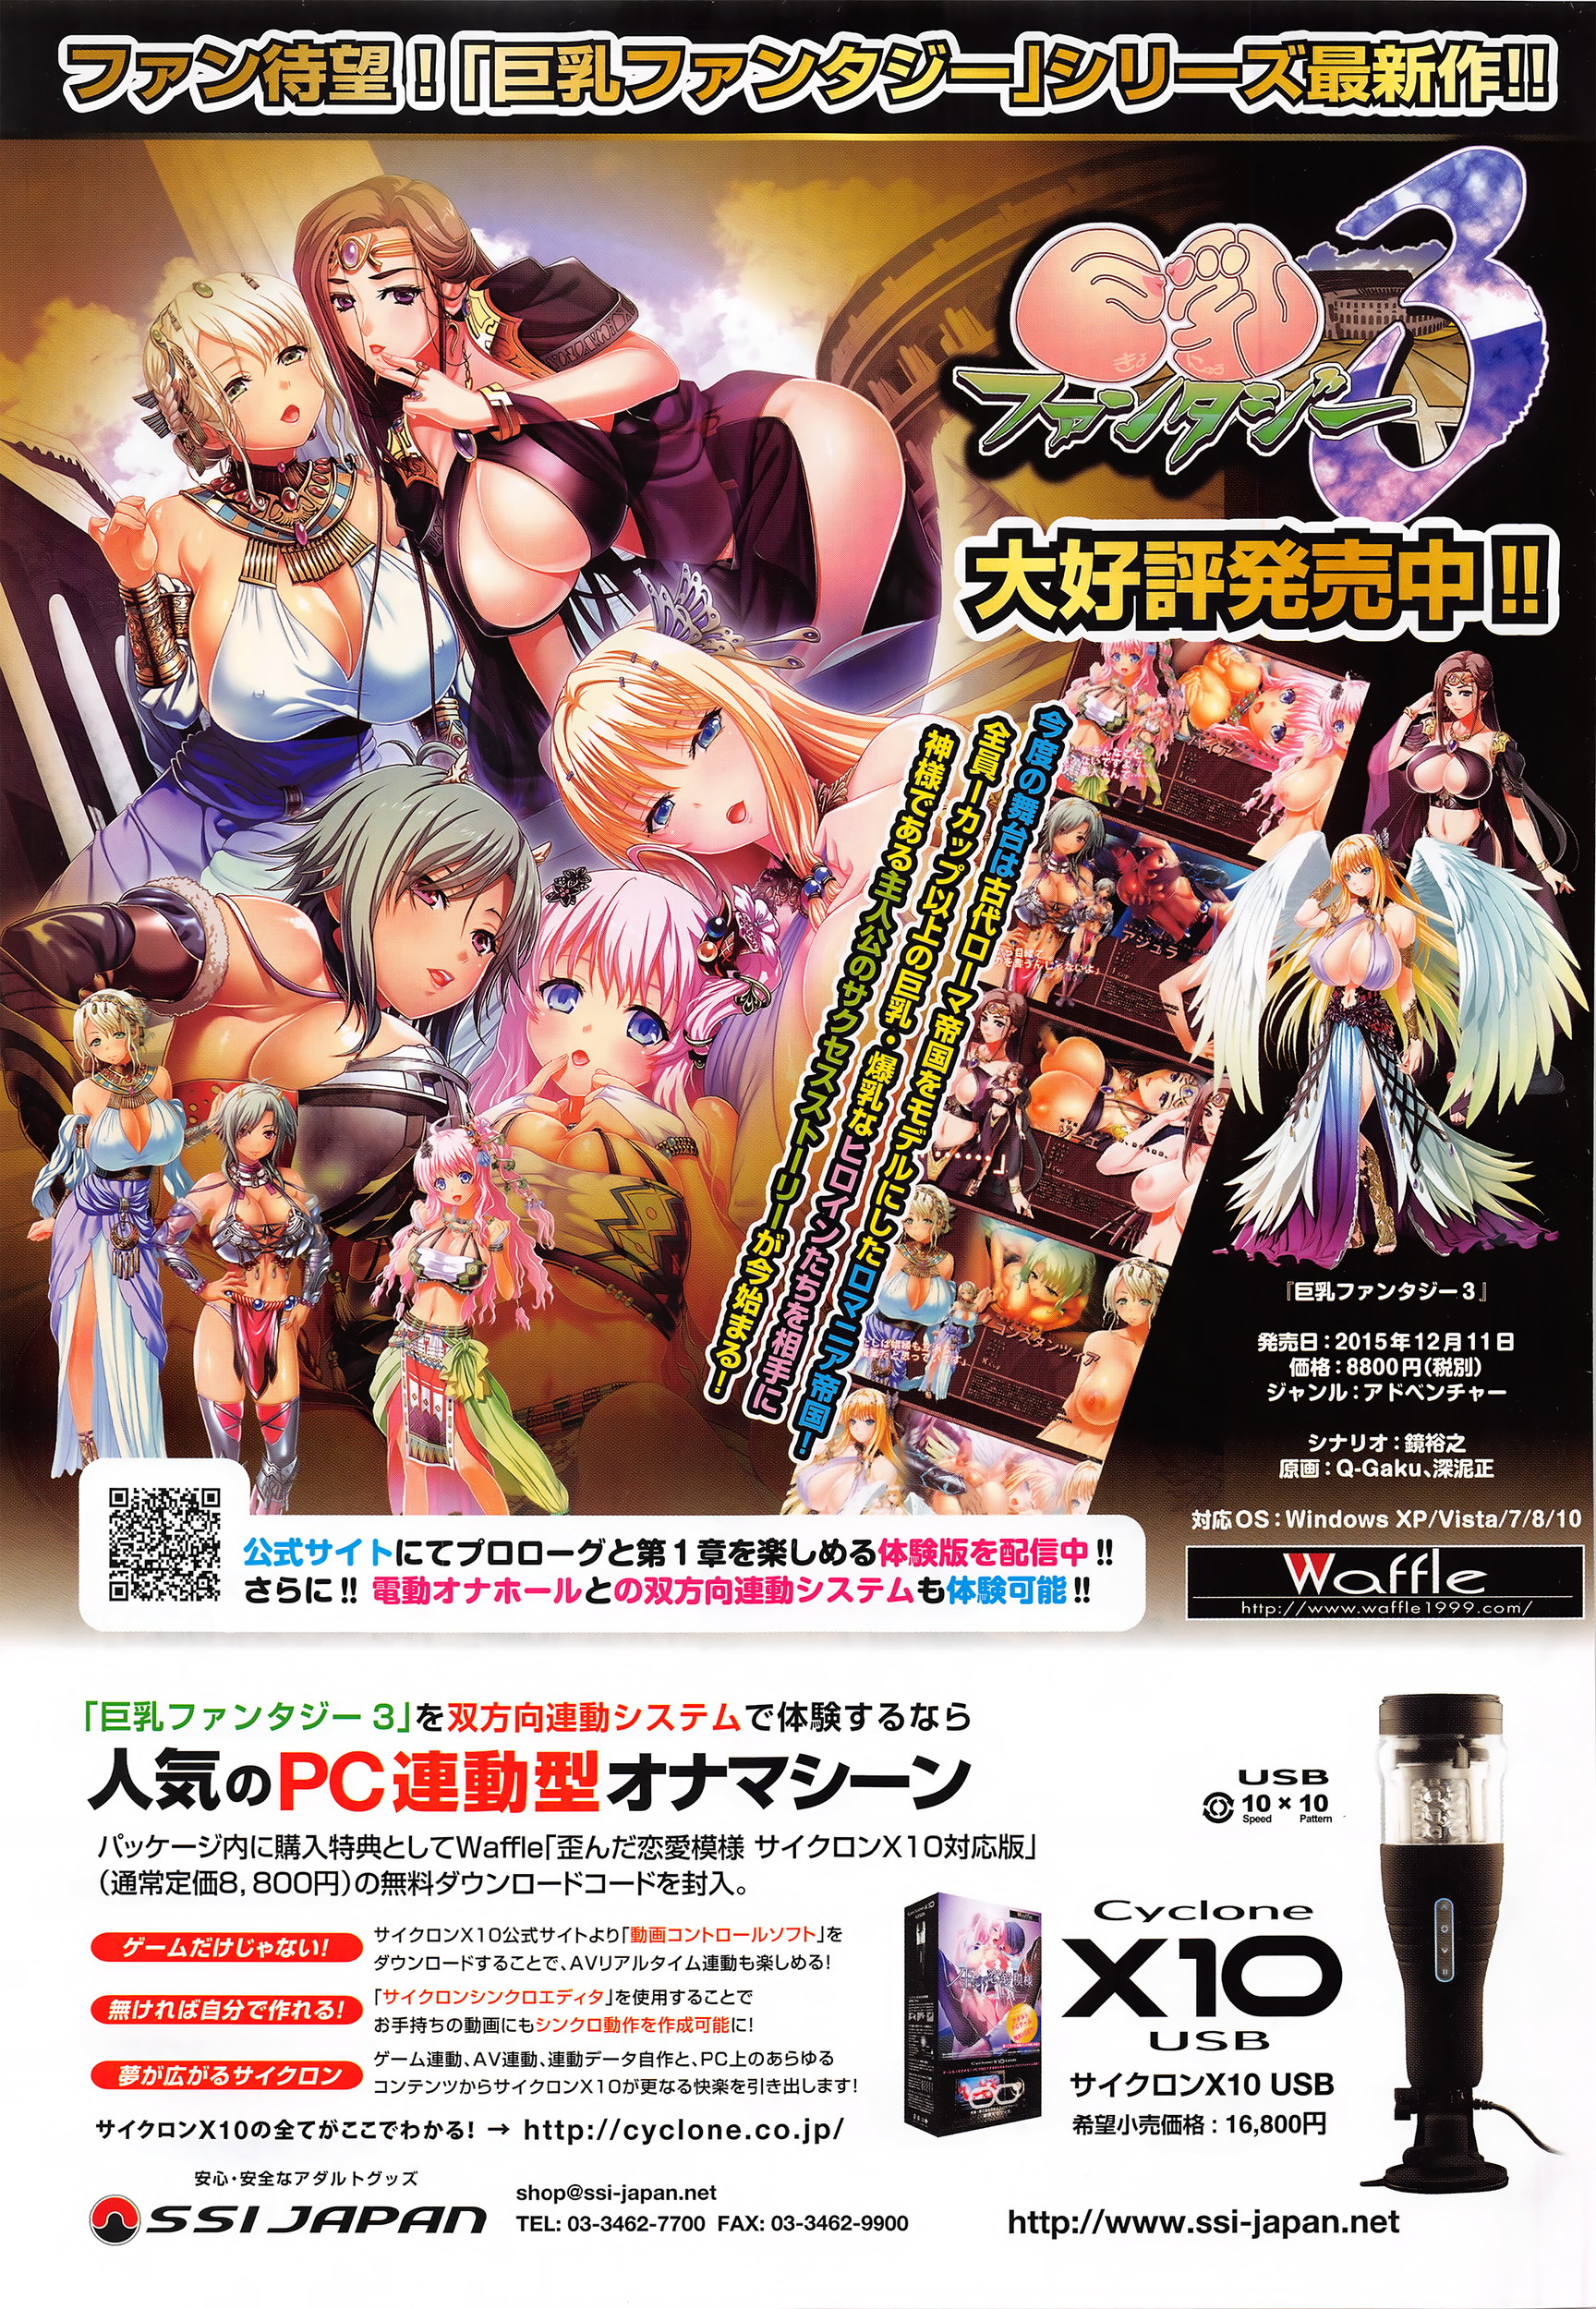 ファン待望!「巨乳ファンタジー」シリーズ最新作!!
巨乳
きょにゅう
ファンタジー3
大好評発売中!!
今度の舞台は古代ローマ帝国をモデルにしたロマニア帝国!
全員Iカップ以上の巨乳・爆乳なヒロインたちを相手に
神様である主人公のサクセスストーリーが今始まる!
アシュラ
コンスタンツィア
『巨乳ファンタジー3』
発売日:2015年12月11日
価格:8800円(税別)
ジャンル:アドベンチャー
シナリオ:鏡裕之
原画:Q-Gaku、深泥正
対応OS:Windows XP/Vista/7/8/10
Waffle
http://www.waffle1999.com/
公式サイトにてプロローグと第1章を楽しめる体験版を配信中!!
さらに!! 電動オナホールとの双方向連動システムも体験可能!!
「巨乳ファンタジー 3」を双方向連動システムで体験するなら
人気のPC連動型オナマシーン
パッケージ内に購入特典としてWaffle「歪んだ恋愛模様 サイクロンX10対応版」
(通常定価8,800円)の無料ダウンロードコードを封入。
ゲームだけじゃない!
サイクロンX10公式サイトより「動画コントロールソフト」を
ダウンロードすることで、AVリアルタイム連動も楽しめる!
無ければ自分で作れる!
「サイクロンシンクロエディタ」を使用することで
お手持ちの動画にもシンクロ動作を作成可能に!
夢が広がるサイクロン
ゲーム連動、AV連動、連動データ自作と、PC上のあらゆる
コンテンツからサイクロンX10が更なる快楽を引き出します!
サイクロンX10の全てがここでわかる! → http://cyclone.co.jp/
USB
10 × 10
Speed Pattern
Cyclone
X10
USB
サイクロンX10 USB
希望小売価格:16,800円
安心・安全なアダルトグッズ
SSI JAPAN
shop@ssi-japan.net
TEL: 03-3462-7700 FAX: 03-3462-9900
http://www.ssi-japan.net